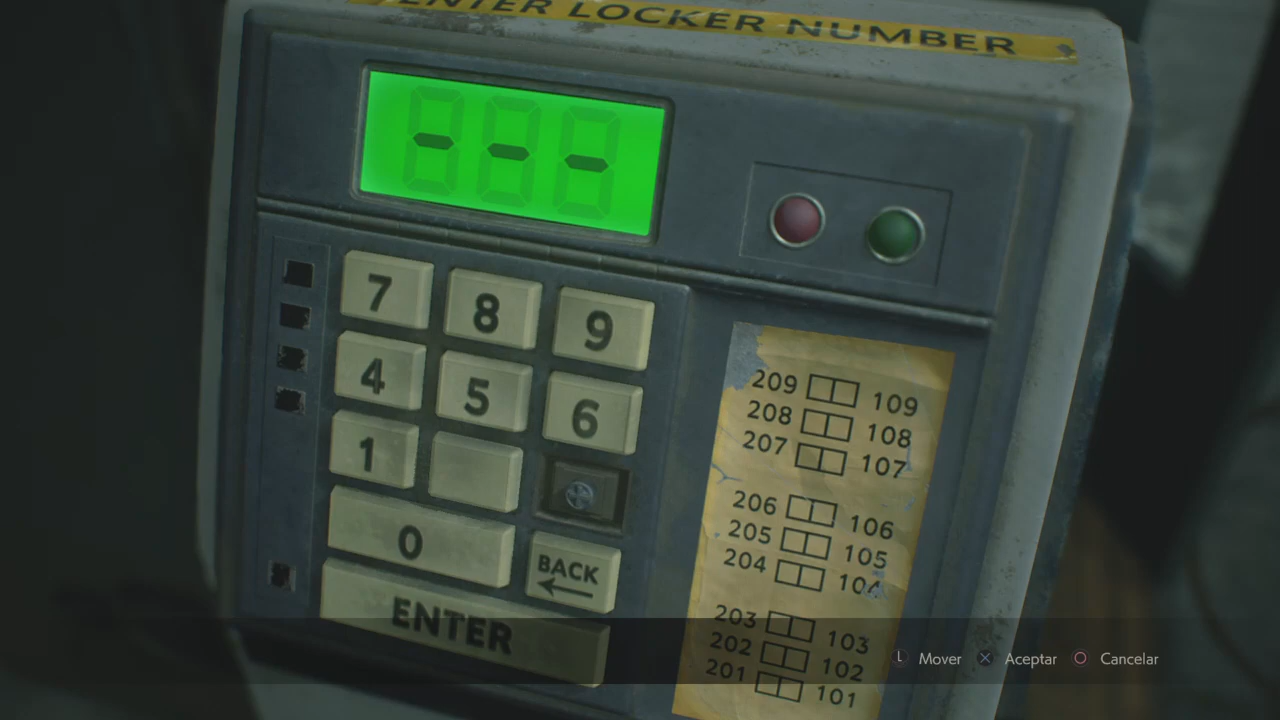 ENTER LOCKER NUMBER
- - -
7 8 9
4 5 6
1
0
BACK
ENTER
209 109
208 108
207 107
206 106
205 105
204 104
203 103
202 102
201 101
L Mover Aceptar Cancelar